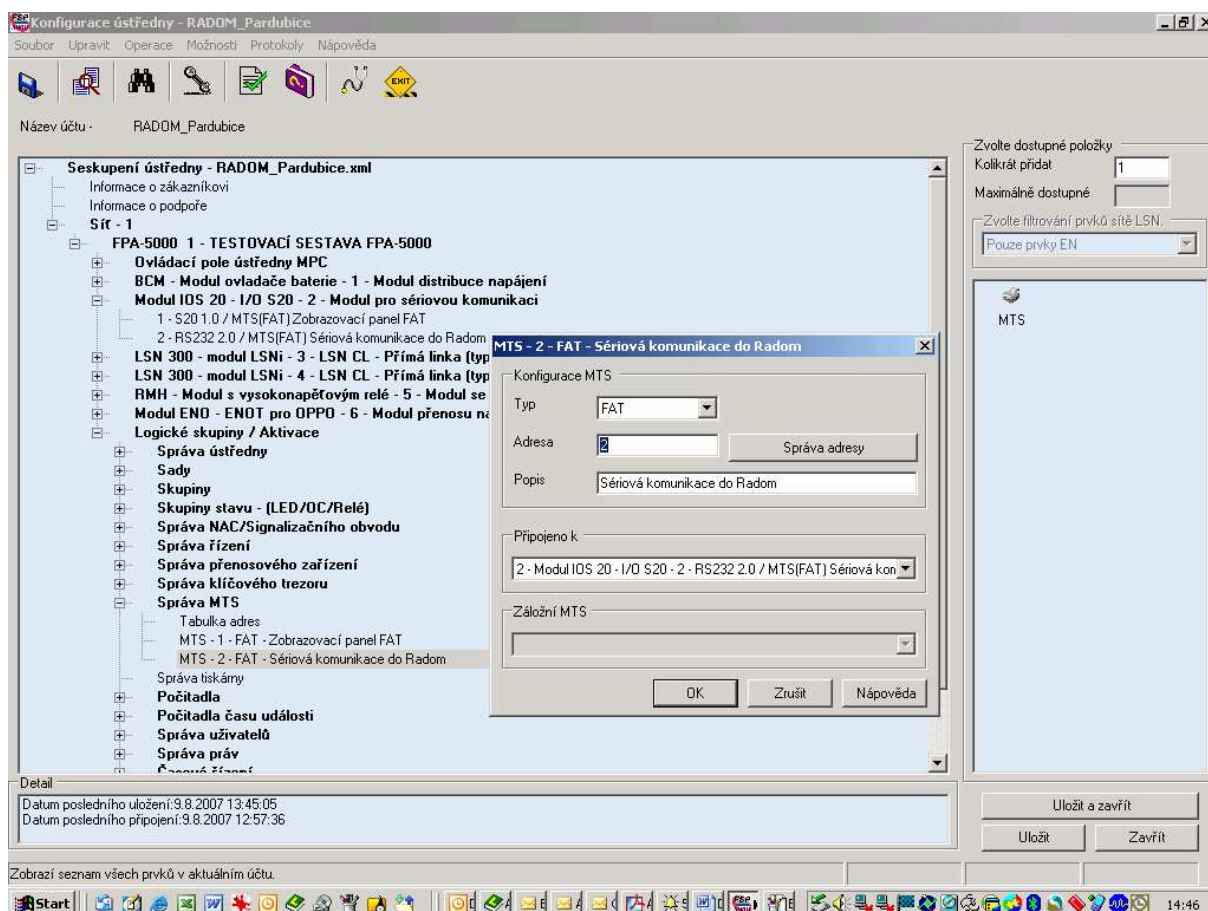 Konfigurace ústředny - RADOM_Pardubice
Soubor Upravit Operace Možnosti Protokoly Nápověda
EXIT
Název účtu - RADOM_Pardubice
Seskupení ústředny - RADOM_Pardubice.xml
Informace o zákazníkovi
Informace o podpoře
Síť - 1
FPA-5000 1 - TESTOVACÍ SESTAVA FPA-5000
Ovládací pole ústředny MPC
BCM - Modul ovladače baterie - 1 - Modul distribuce napájení
Modul IOS 20 - I/O S20 - 2 - Modul pro sériovou komunikaci
1 - S20 1.0 / MTS(FAT) Zobrazovací panel FAT
2 - RS232 2.0 / MTS(FAT) Sériová komunikace do Radom
LSN 300 - modul LSNi - 3 - LSN CL - Přímá linka (typ
LSN 300 - modul LSNi - 4 - LSN CL - Přímá linka (typ
RMH - Modul s vysokonapěťovým relé - 5 - Modul se
Modul ENO - ENOT pro OPPO - 6 - Modul přenosu na
Logické skupiny / Aktivace
Správa ústředny
Sady
Skupiny
Skupiny stavu - (LED/OC/Relé)
Správa NAC/Signalizačního obvodu
Správa řízení
Správa přenosového zařízení
Správa klíčového trezoru
Správa MTS
Tabulka adres
MTS - 1 - FAT - Zobrazovací panel FAT
MTS - 2 - FAT - Sériová komunikace do Radom
Správa tiskárny
Počitadla
Počitadla času události
Správa uživatelů
Správa práv
Časové řízení
MTS - 2 - FAT - Sériová komunikace do Radom
Konfigurace MTS
Typ FAT
Adresa 2 Správa adresy
Popis Sériová komunikace do Radom
Připojeno k
2 - Modul IOS 20 - I/O S20 - 2 - RS232 2.0 / MTS(FAT) Sériová kon
Záložní MTS
OK Zrušit Nápověda
Zvolte dostupné položky
Kolikrát přidat 1
Maximálně dostupné
Zvolte filtrování prvků sítě LSN.
Pouze prvky EN
MTS
Detail
Datum posledního uložení:9.8.2007 13:45:05
Datum posledního připojení:9.8.2007 12:57:36
Uložit a zavřít
Uložit Zavřít
Zobrazí seznam všech prvků v aktuálním účtu.
Start 14:46